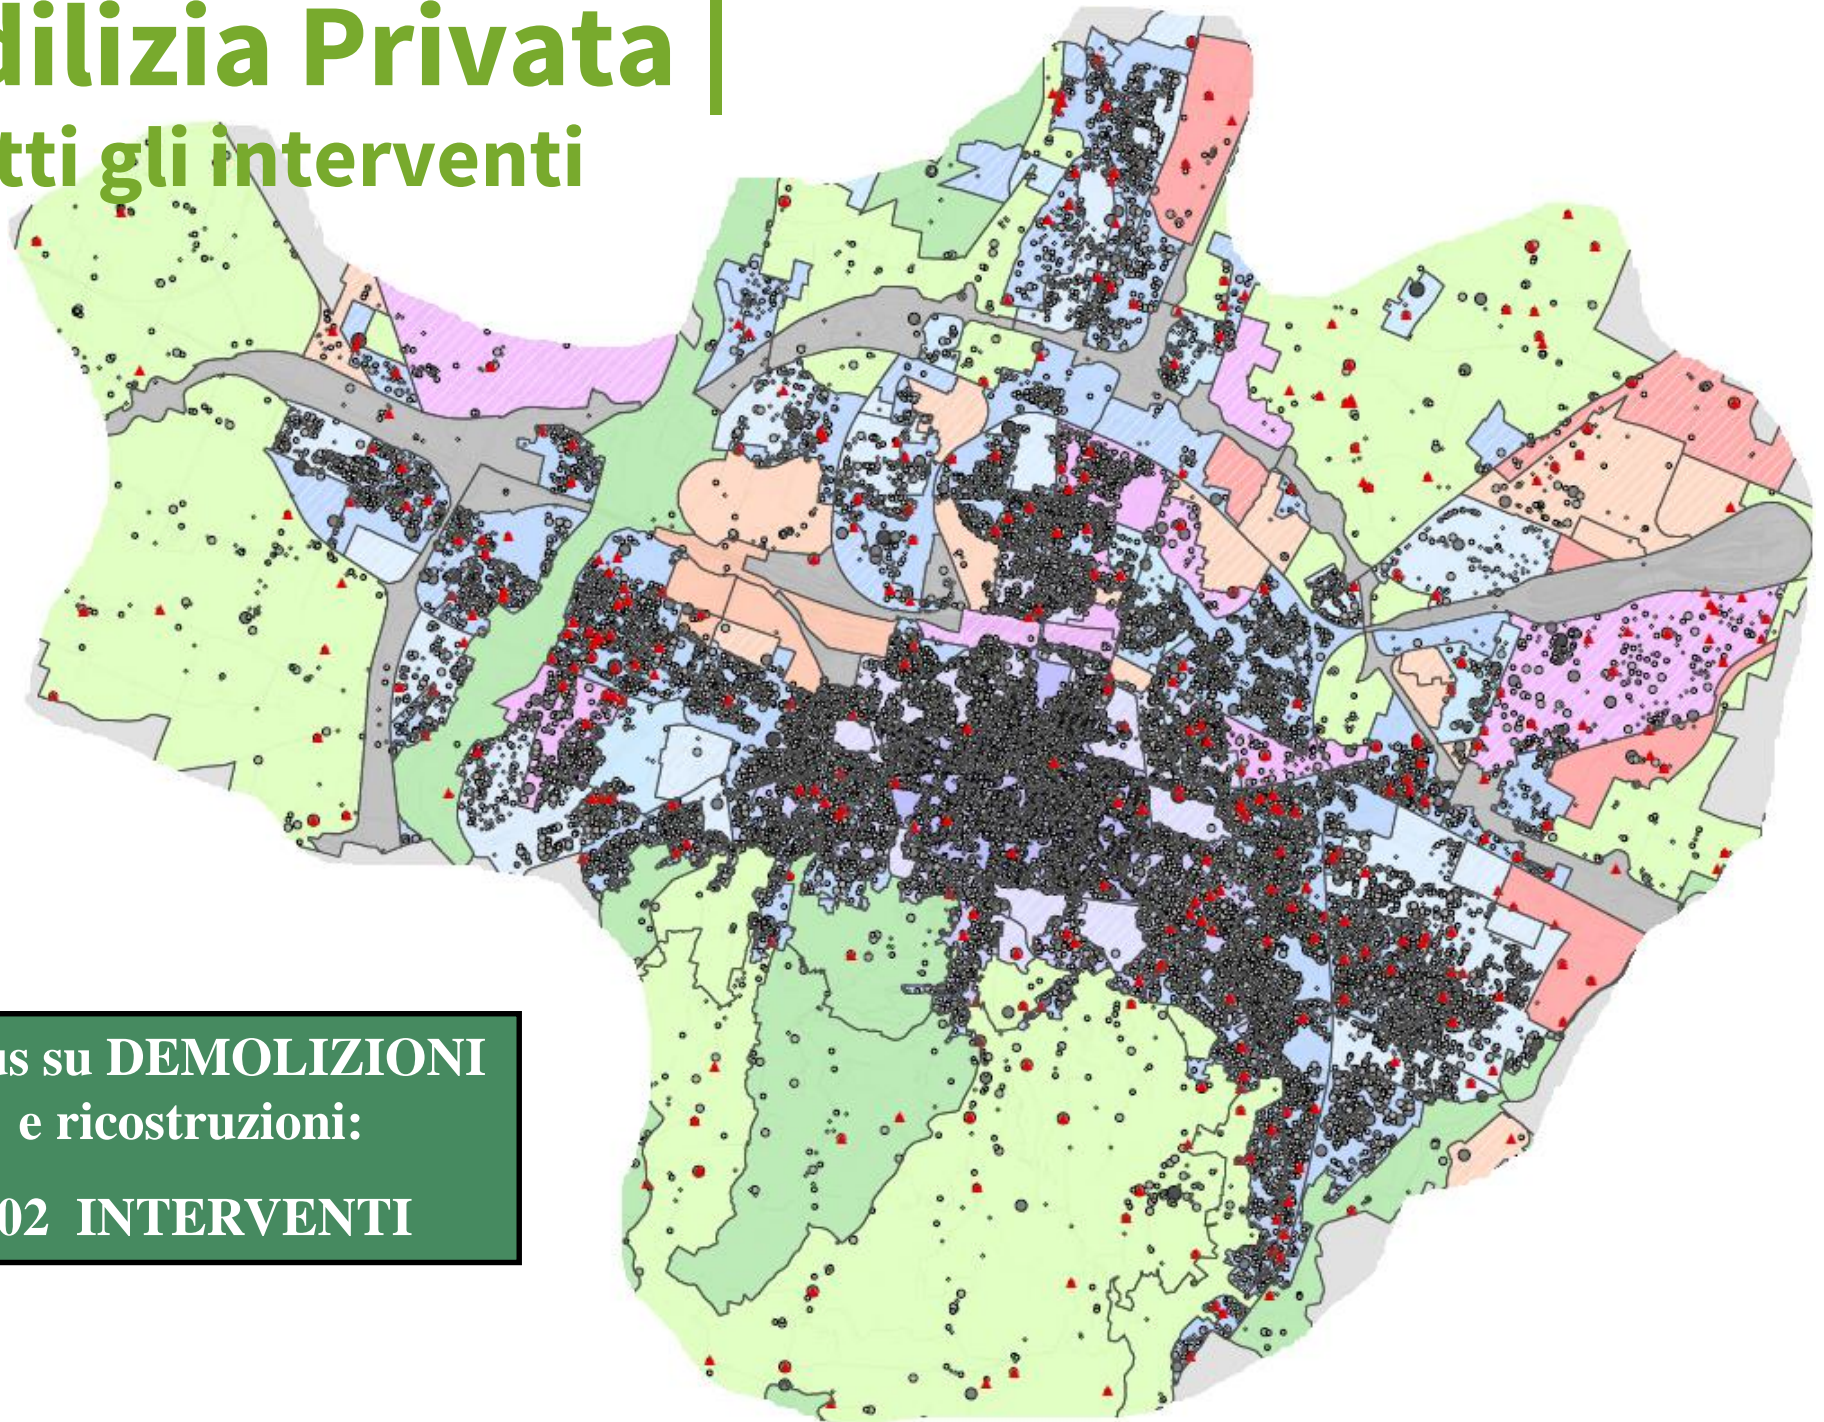 dilizia Privata |
tti gli interventi
us su DEMOLIZIONI
e ricostruzioni:
02 INTERVENTI